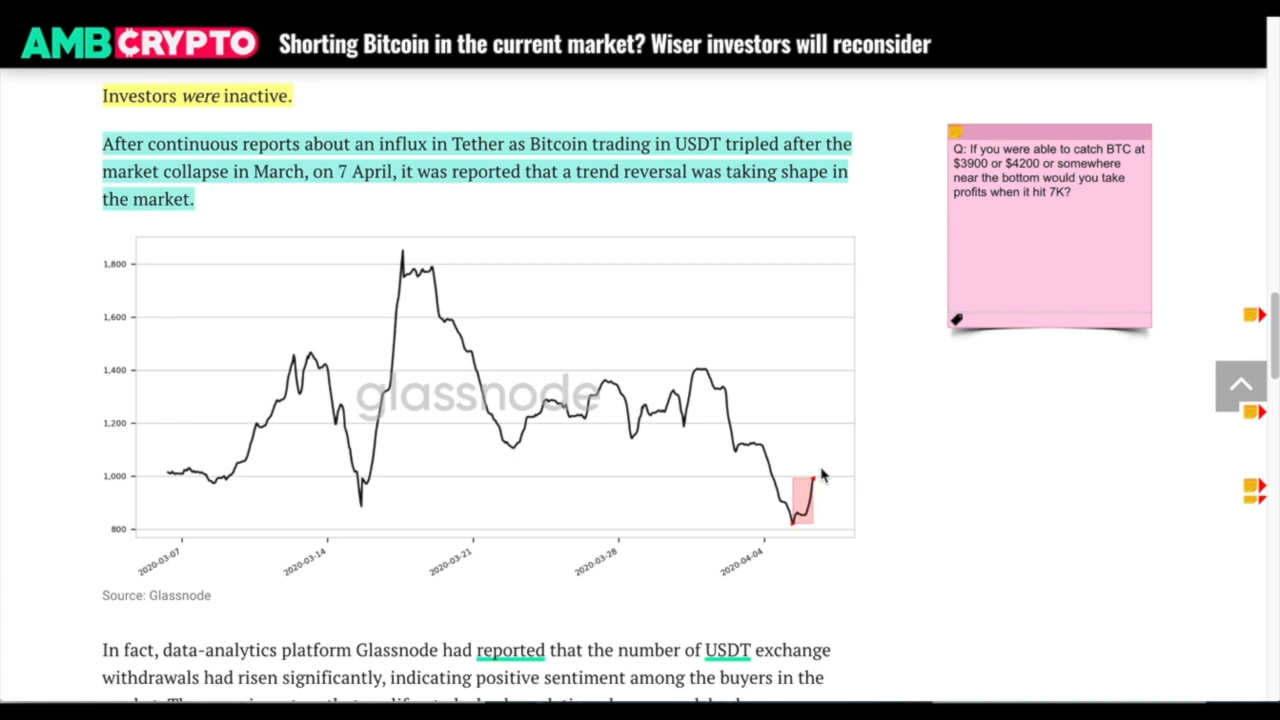 AMBCRYPTO
Shorting Bitcoin in the current market? Wiser investors will reconsider
Investors were inactive.
After continuous reports about an influx in Tether as Bitcoin trading in USDT tripled after the
market collapse in March, on 7 April, it was reported that a trend reversal was taking shape in
the market.
Q: If you were able to catch BTC at
$3900 or $4200 or somewhere
near the bottom would you take
profits when it hit 7K?
1,800
1,600
1,400
1,200
1,000
800
glassnode
2020-03-07
2020-03-14
2020-03-21
2020-03-28
2020-04-04
Source: Glassnode
In fact, data-analytics platform Glassnode had reported that the number of USDT exchange
withdrawals had risen significantly, indicating positive sentiment among the buyers in the